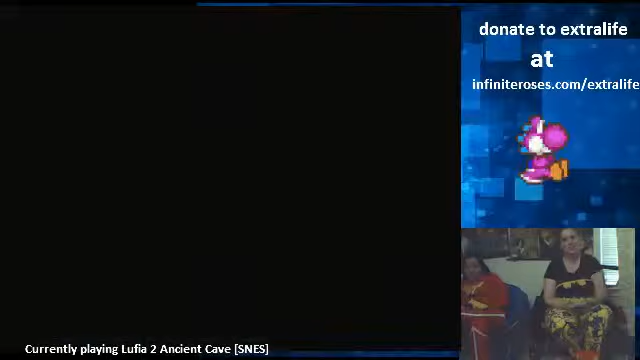 donate to extralife
at
infiniteroses.com/extralife
Currently playing Lufia 2 Ancient Cave [SNES]